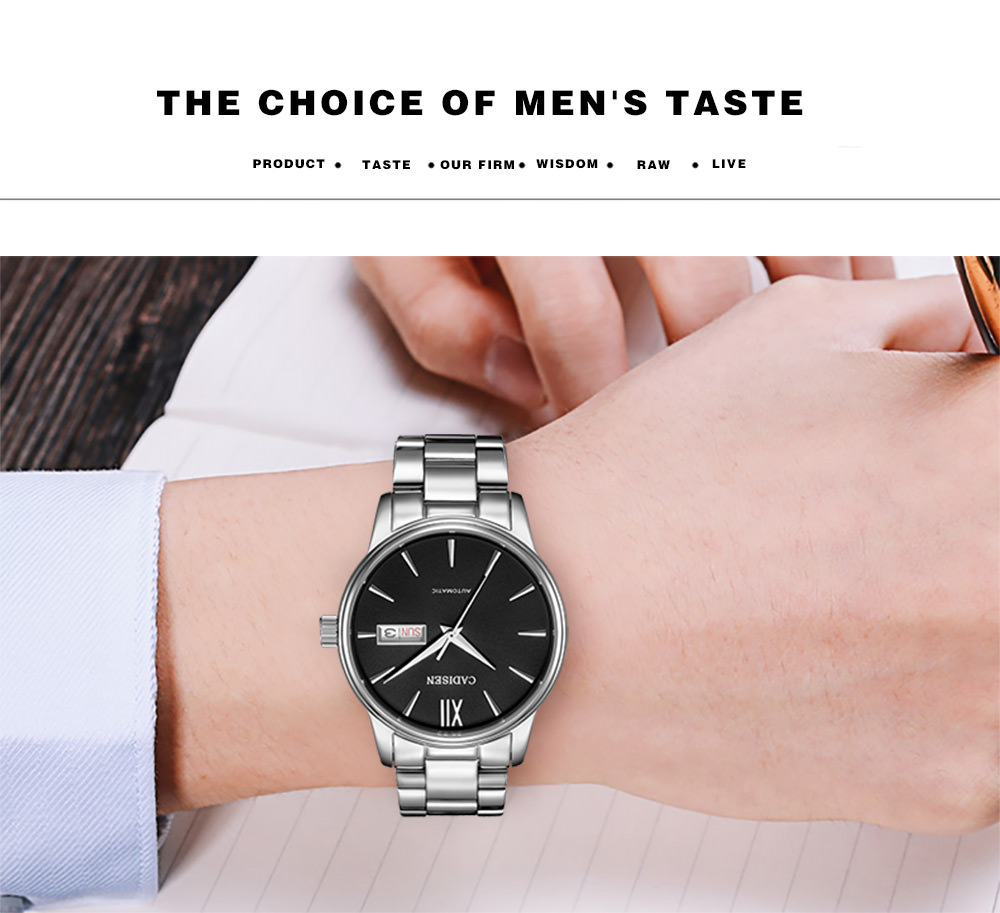 THE CHOICE OF MEN'S TASTE
PRODUCT • TASTE • OUR FIRM • WISDOM • RAW • LIVE
AUTOMATIC
SUN 3
CADISEN
XII